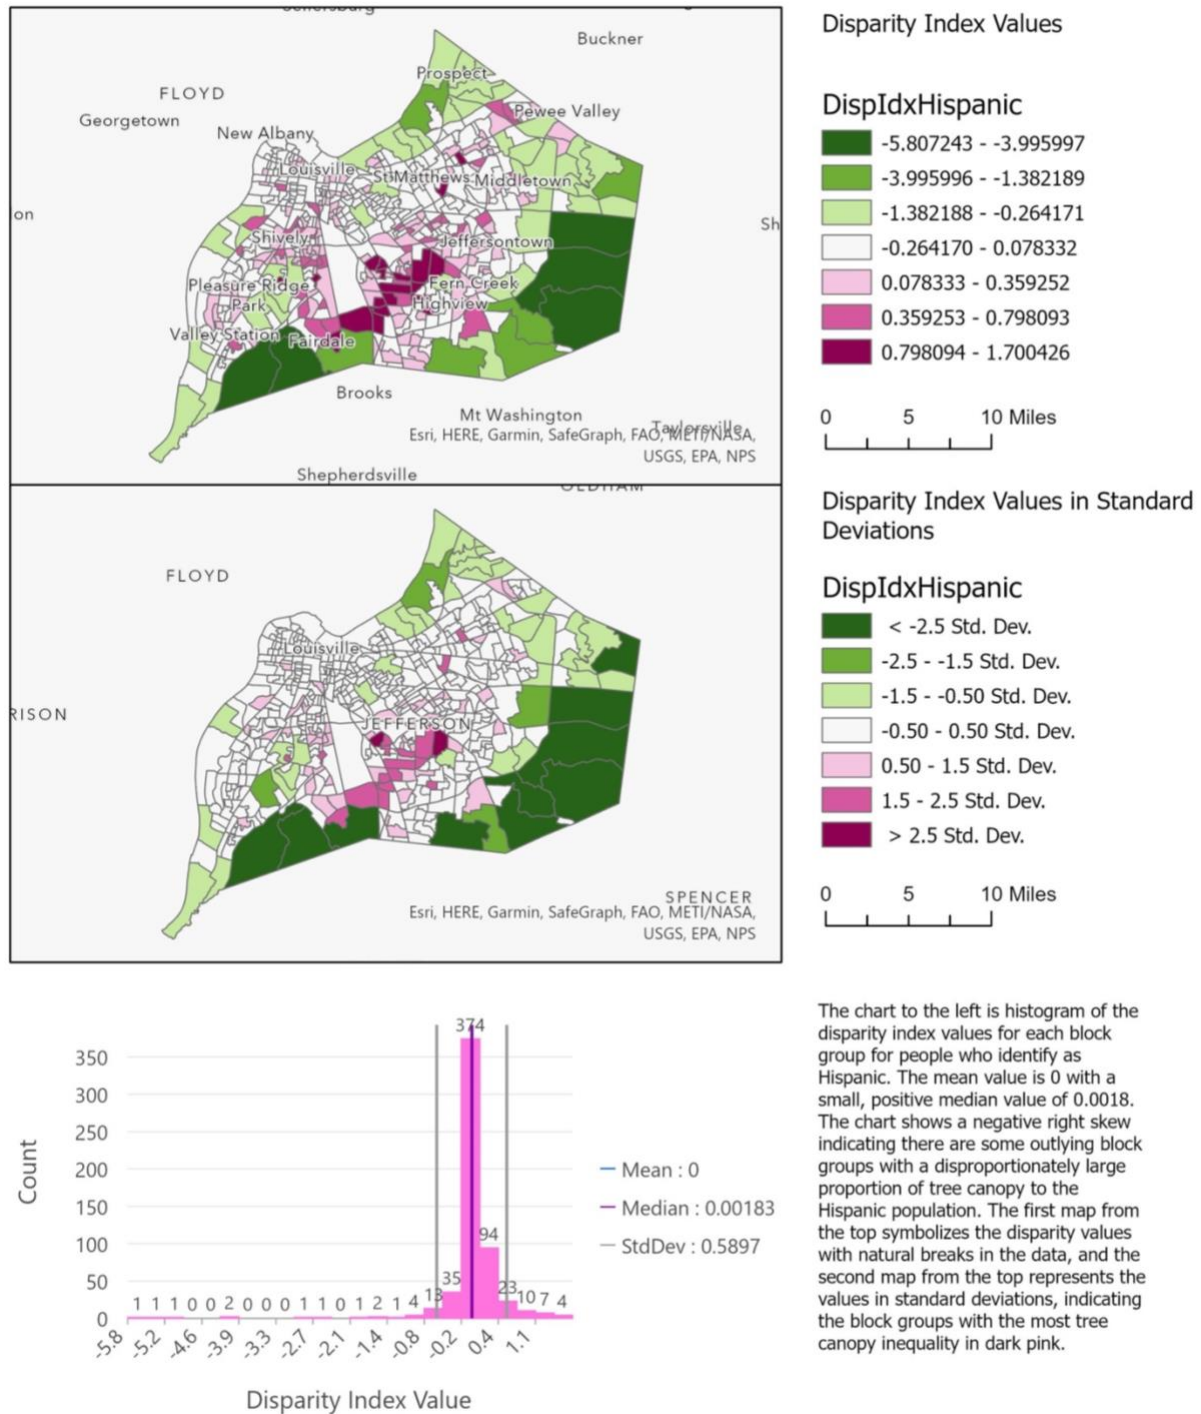 Jeffersburg
Buckner
Prospect
FLOYD
Georgetown
Pewee Valley
New Albany
Louisville
St Matthews
Middletown
on
Sh
Shively
Jeffersontown
Pleasure Ridge
Park
Fern Creek
Highview
Valley Station
Fairdale
Brooks
Mt Washington
Taylorsville
Esri, HERE, Garmin, SafeGraph, FAO, METI/NASA,
USGS, EPA, NPS
Shepherdsville
Disparity Index Values
DispIdxHispanic
-5.807243 - -3.995997
-3.995996 - -1.382189
-1.382188 - -0.264171
-0.264170 - 0.078332
0.078333 - 0.359252
0.359253 - 0.798093
0.798094 - 1.700426
0 5 10 Miles
OLDHAM
FLOYD
Louisville
RISON
JEFFERSON
SPENCER
Esri, HERE, Garmin, SafeGraph, FAO, METI/NASA,
USGS, EPA, NPS
Disparity Index Values in Standard
Deviations
DispIdxHispanic
< -2.5 Std. Dev.
-2.5 - -1.5 Std. Dev.
-1.5 - -0.50 Std. Dev.
-0.50 - 0.50 Std. Dev.
0.50 - 1.5 Std. Dev.
1.5 - 2.5 Std. Dev.
> 2.5 Std. Dev.
0 5 10 Miles
Count
350
300
250
200
150
100
50
0
1 1 1 0 0 2 0 0 0 1 1 0 1 2 1 4 13 35 374 94 23 10 7 4
-5.8 -5.2 -4.6 -3.9 -3.3 -2.7 -2.1 -1.4 -0.8 -0.2 0.4 1.1
Disparity Index Value
Mean : 0
Median : 0.00183
StdDev : 0.5897
The chart to the left is histogram of the
disparity index values for each block
group for people who identify as
Hispanic. The mean value is 0 with a
small, positive median value of 0.0018.
The chart shows a negative right skew
indicating there are some outlying block
groups with a disproportionately large
proportion of tree canopy to the
Hispanic population. The first map from
the top symbolizes the disparity values
with natural breaks in the data, and the
second map from the top represents the
values in standard deviations, indicating
the block groups with the most tree
canopy inequality in dark pink.